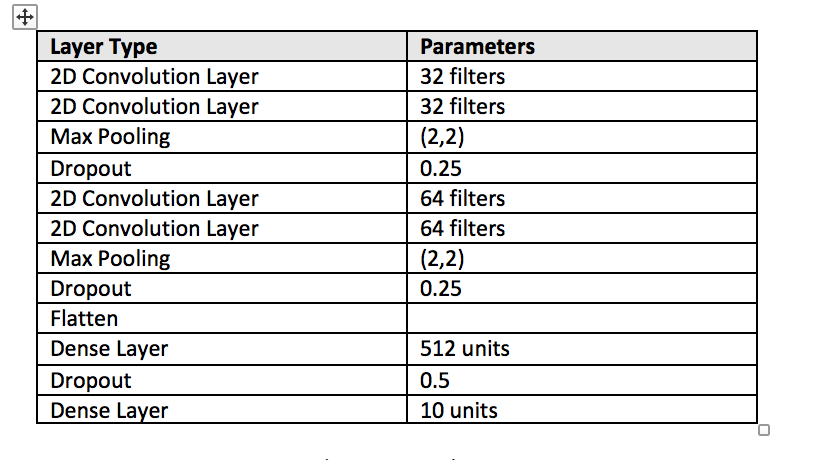 Layer Type Parameters
2D Convolution Layer 32 filters
2D Convolution Layer 32 filters
Max Pooling (2,2)
Dropout 0.25
2D Convolution Layer 64 filters
2D Convolution Layer 64 filters
Max Pooling (2,2)
Dropout 0.25
Flatten
Dense Layer 512 units
Dropout 0.5
Dense Layer 10 units